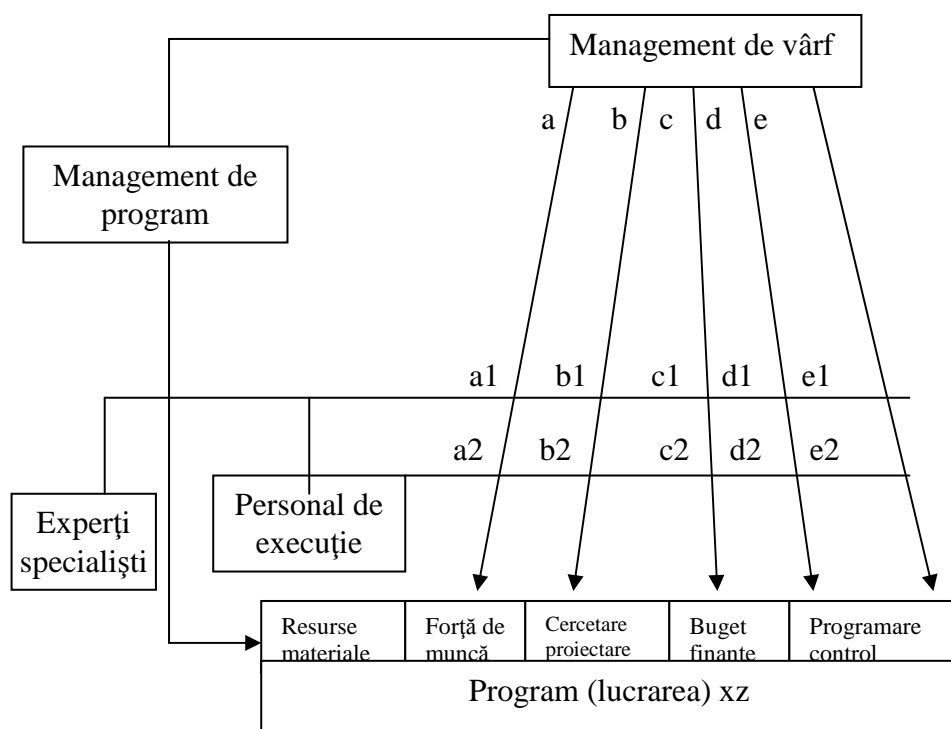 Management de vârf
a b c d e
Management de
program
a1 b1 c1 d1 e1
a2 b2 c2 d2 e2
Experţi
specialişti
Personal de
execuţie
Resurse
materiale
Forţă de
muncă
Cercetare
proiectare
Buget
finante
Programare
control
Program (lucrarea) xz